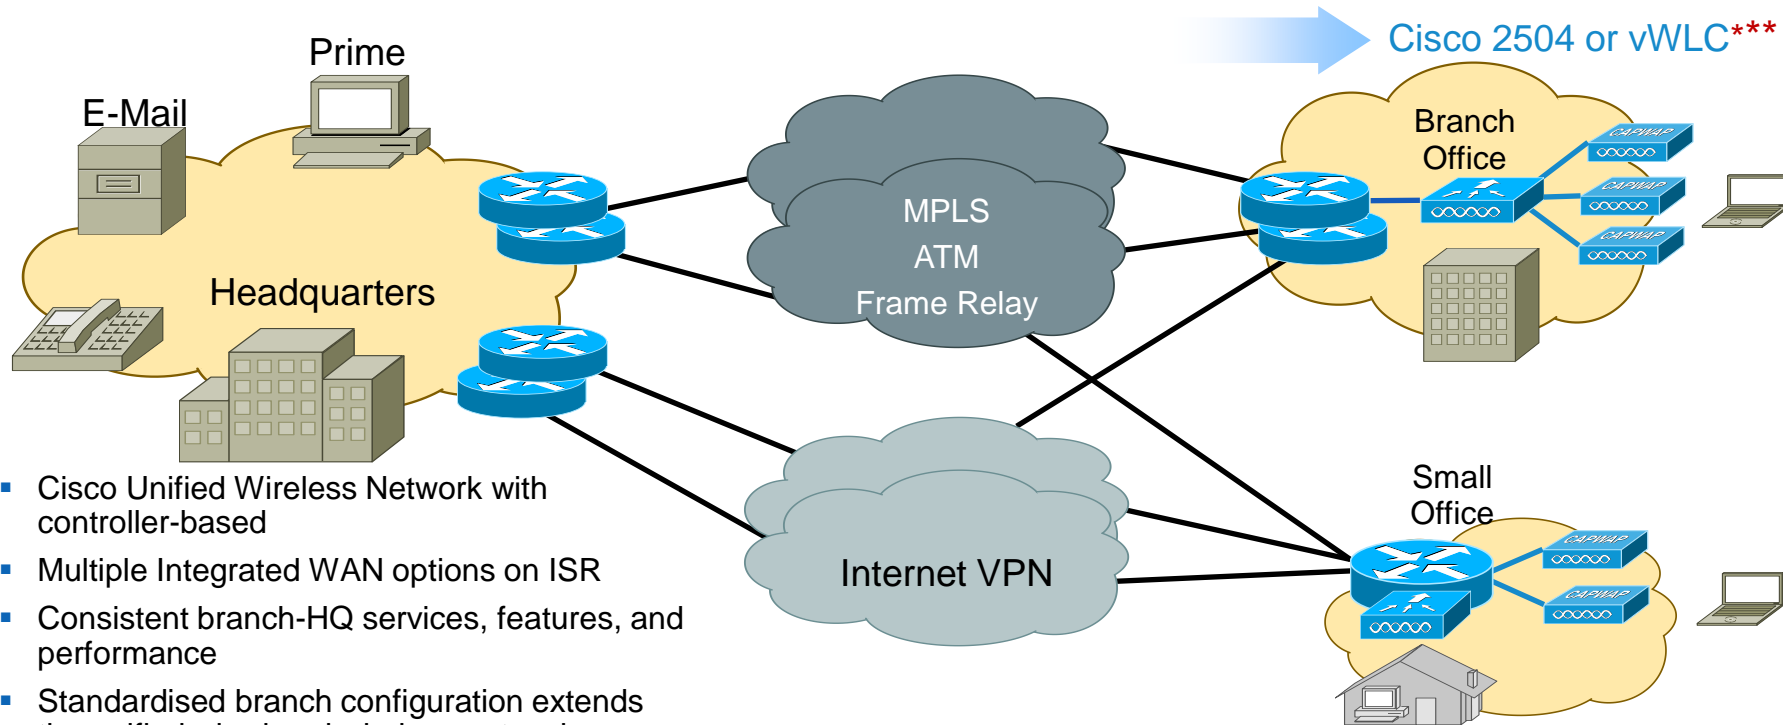 Cisco 2504 or vWLC****
Prime
E-Mail
Headquarters
MPLS
ATM
Frame Relay
Branch
Office
CAPWAP
CAPWAP
CAPWAP
Internet VPN
Small
Office
CAPWAP
CAPWAP
Cisco Unified Wireless Network with
controller-based
Multiple Integrated WAN options on ISR
Consistent branch-HQ services, features, and
performance
Standardised branch configuration extends